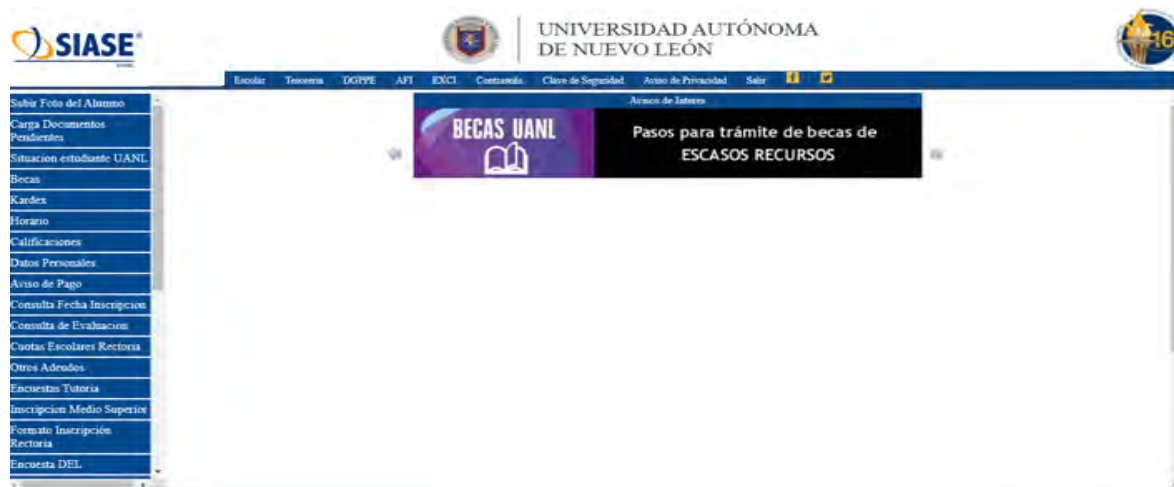 SIASE
UNIVERSIDAD AUTÓNOMA
DE NUEVO LEÓN
16
Escolar Tesoreria DGPPE AFI EXCI Contraseña Clave de Seguridad Aviso de Privacidad Salir
Subir Foto del Alumno
Carga Documentos
Pendientes
Situacion estudiante UANL
Becas
Kardex
Horario
Calificaciones
Datos Personales
Aviso de Pago
Consulta Fecha Inscripcion
Consulta de Evaluacion
Cuotas Escolares Rectoria
Otros Adeudos
Encuestas Tutoria
Inscripcion Medio Superior
Formato Inscripción
Rectoria
Encuesta DEL
Avisos de Interes
BECAS UANL
Pasos para trámite de becas de
ESCASOS RECURSOS